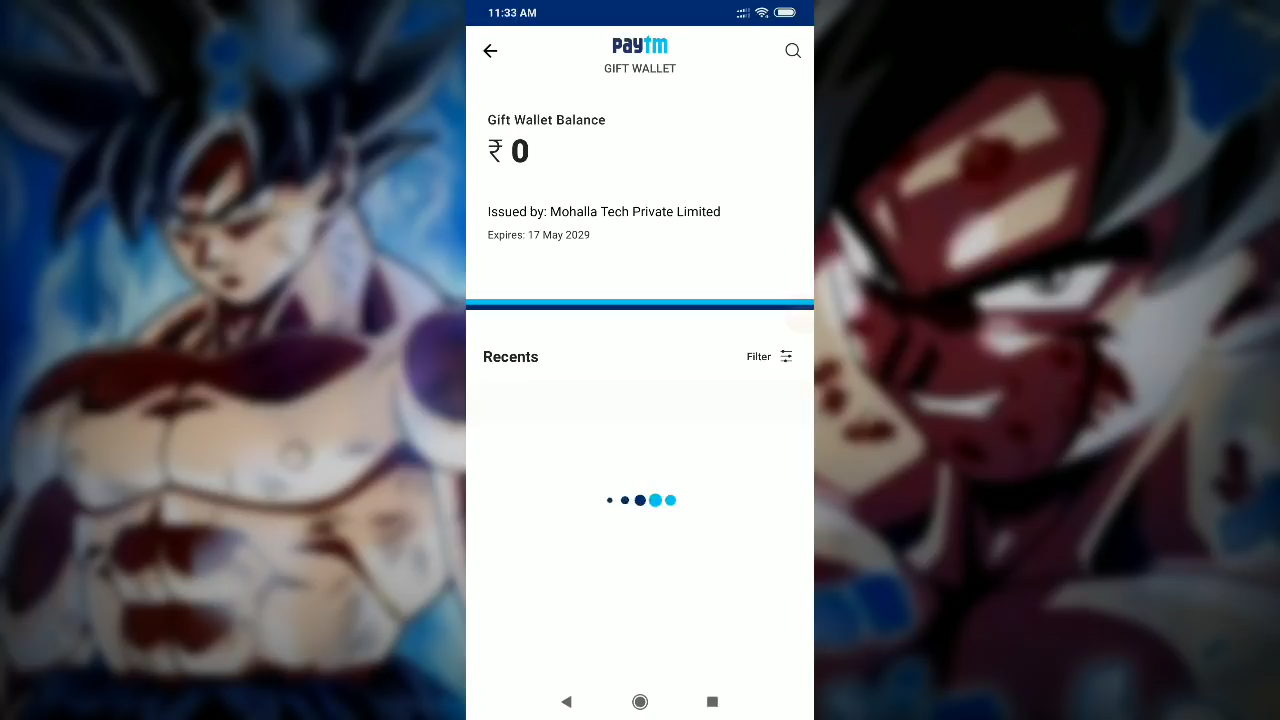 11:33 AM
paytm
GIFT WALLET
Gift Wallet Balance
₹ 0
Issued by: Mohalla Tech Private Limited
Expires: 17 May 2029
Recents
Filter